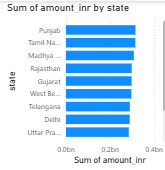 Sum of amount_inr by state
state
Punjab
Tamil Na...
Madhya ...
Rajasthan
Gujarat
West Be...
Telangana
Delhi
Uttar Pra...
0.0bn 0.2bn 0.4bn
Sum of amount_inr